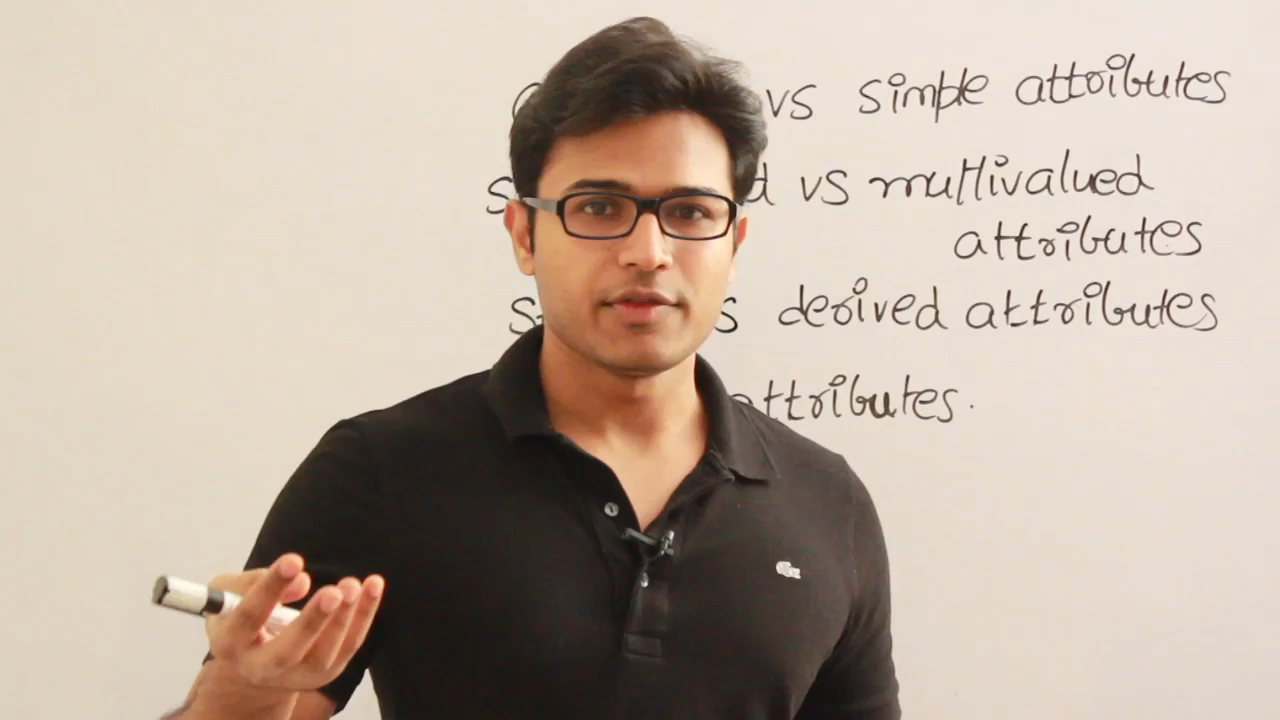 vs simple attributes
vs multivalued
attributes
derived attributes
attributes.